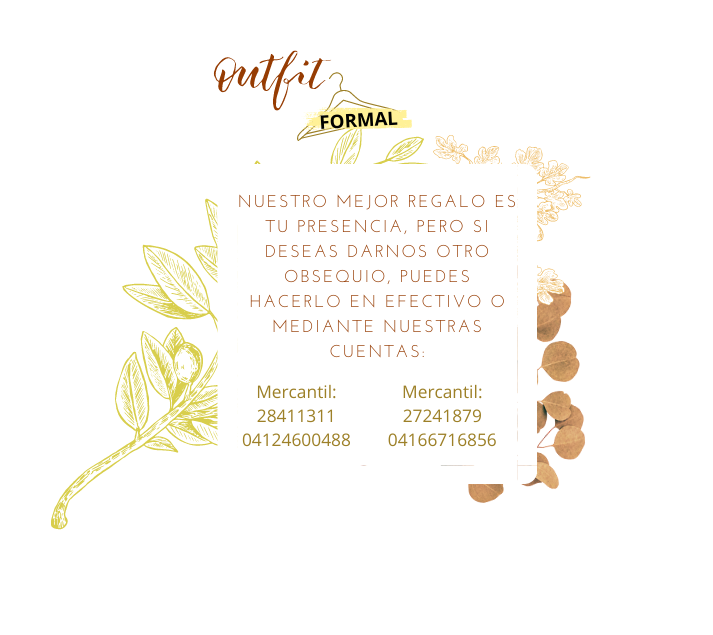 Outfit
FORMAL
NUESTRO MEJOR REGALO ES
TU PRESENCIA, PERO SI
DESEAS DARNOS OTRO
OBSEQUIO, PUEDES
HACERLO EN EFECTIVO O
MEDIANTE NUESTRAS
CUENTAS:
Mercantil: Mercantil:
28411311 27241879
04124600488 04166716856